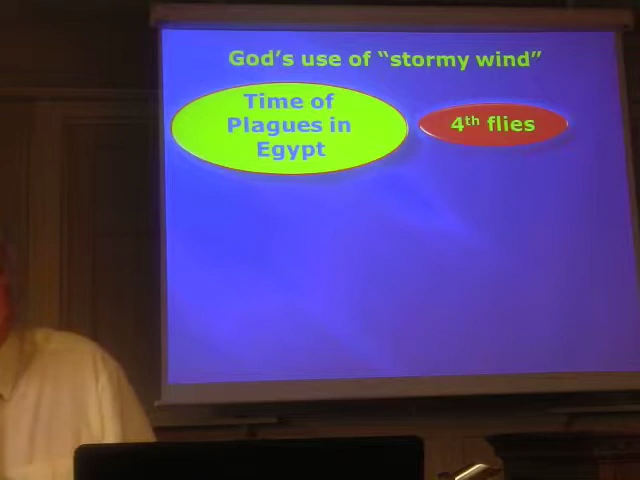 God's use of “stormy wind”
Time of
Plagues in
Egypt
4th flies